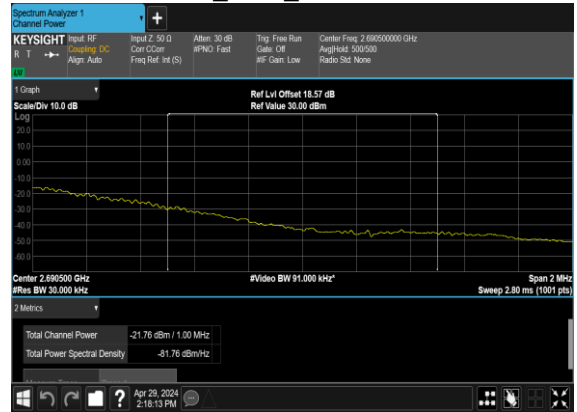 Spectrum Analyzer 1
Channel Power
+
KEYSIGHT Input: RF Input Z: 50 Ω Atten: 30 dB Trig: Free Run Center Freq: 2.690500000 GHz
R T Coupling: DC Corr CCorr #PNO: Fast Gate: Off Avg|Hold: 500/500
Align: Auto Freq Ref: Int (S) #IF Gain: Low Radio Std: None
1 Graph
Ref Lvl Offset 18.57 dB
Scale/Div 10.0 dB Ref Value 30.00 dBm
Log
20.0
10.0
0.00
-10.0
-20.0
-30.0
-40.0
-50.0
-60.0
Center 2.690500 GHz #Video BW 91.000 kHz* Span 2 MHz
#Res BW 30.000 kHz Sweep 2.80 ms (1001 pts)
2 Metrics
Total Channel Power -21.76 dBm / 1.00 MHz
Total Power Spectral Density -81.76 dBm/Hz
? Apr 29, 2024
2:18:13 PM